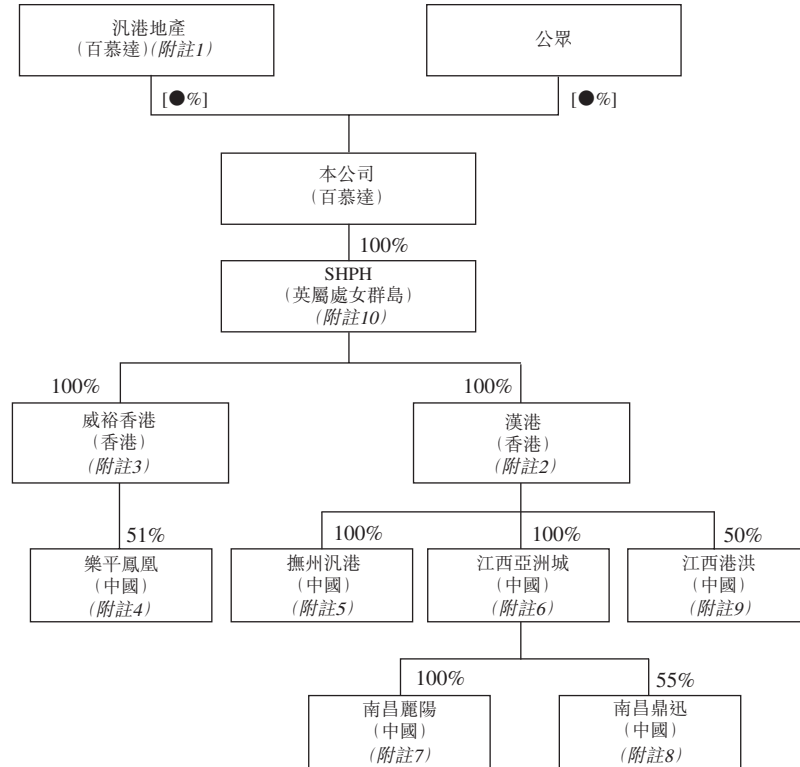 汎港地產
（百慕達）(附註1)
公眾
[●%]
[●%]
本公司
（百慕達）
100%
SHPH
（英屬處女群島）
(附註10)
100%
100%
威裕香港
（香港）
(附註3)
漢港
（香港）
(附註2)
51%
100%
100%
50%
樂平鳳凰
（中國）
(附註4)
撫州汎港
（中國）
(附註5)
江西亞洲城
（中國）
(附註6)
江西港洪
（中國）
(附註9)
100%
55%
南昌麗陽
（中國）
(附註7)
南昌鼎迅
（中國）
(附註8)